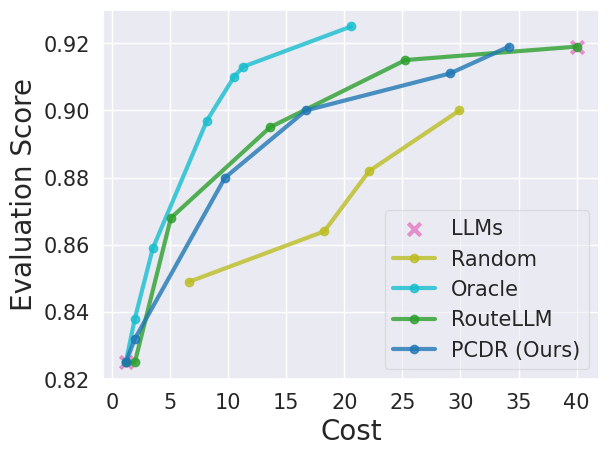 Evaluation Score
0.92
0.90
0.88
0.86
0.84
0.82
0 5 10 15 20 25 30 35 40
Cost
LLMs
Random
Oracle
RouteLLM
PCDR (Ours)